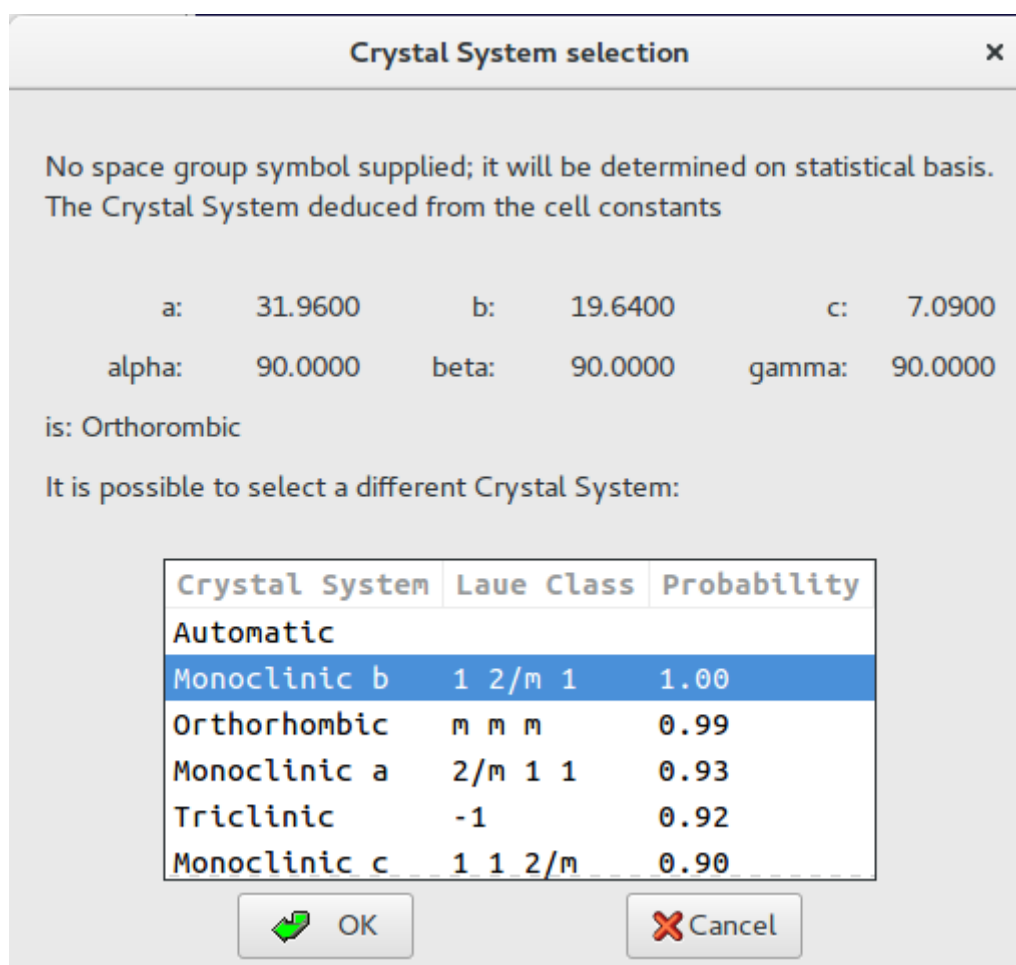 Crystal System selection ×
No space group symbol supplied; it will be determined on statistical basis.
The Crystal System deduced from the cell constants
a: 31.9600 b: 19.6400 c: 7.0900
alpha: 90.0000 beta: 90.0000 gamma: 90.0000
is: Orthorombic
It is possible to select a different Crystal System:
Crystal System Laue Class Probability
Automatic
Monoclinic b 1 2/m 1 1.00
Orthorhombic m m m 0.99
Monoclinic a 2/m 1 1 0.93
Triclinic -1 0.92
Monoclinic c 1 1 2/m 0.90
OK Cancel